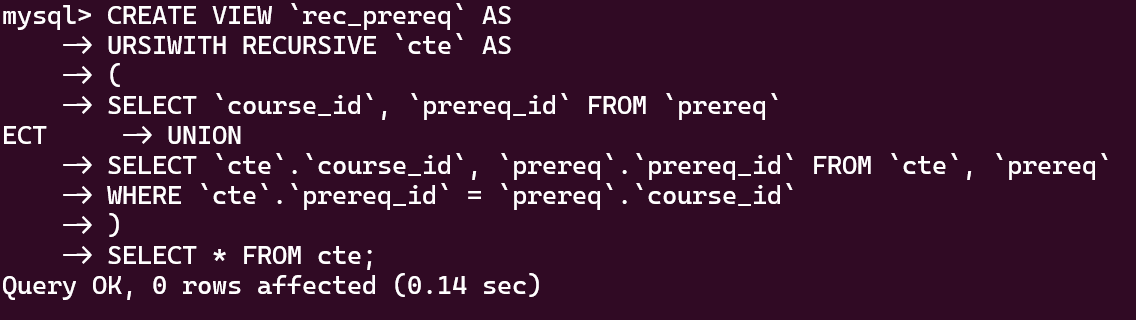 mysql> CREATE VIEW `rec_prereq` AS
    -> URSIWITH RECURSIVE `cte` AS
    -> (
    -> SELECT `course_id`, `prereq_id` FROM `prereq`
ECT     -> UNION
    -> SELECT `cte`.`course_id`, `prereq`.`prereq_id` FROM `cte`, `prereq`
    -> WHERE `cte`.`prereq_id` = `prereq`.`course_id`
    -> )
    -> SELECT * FROM cte;
Query OK, 0 rows affected (0.14 sec)